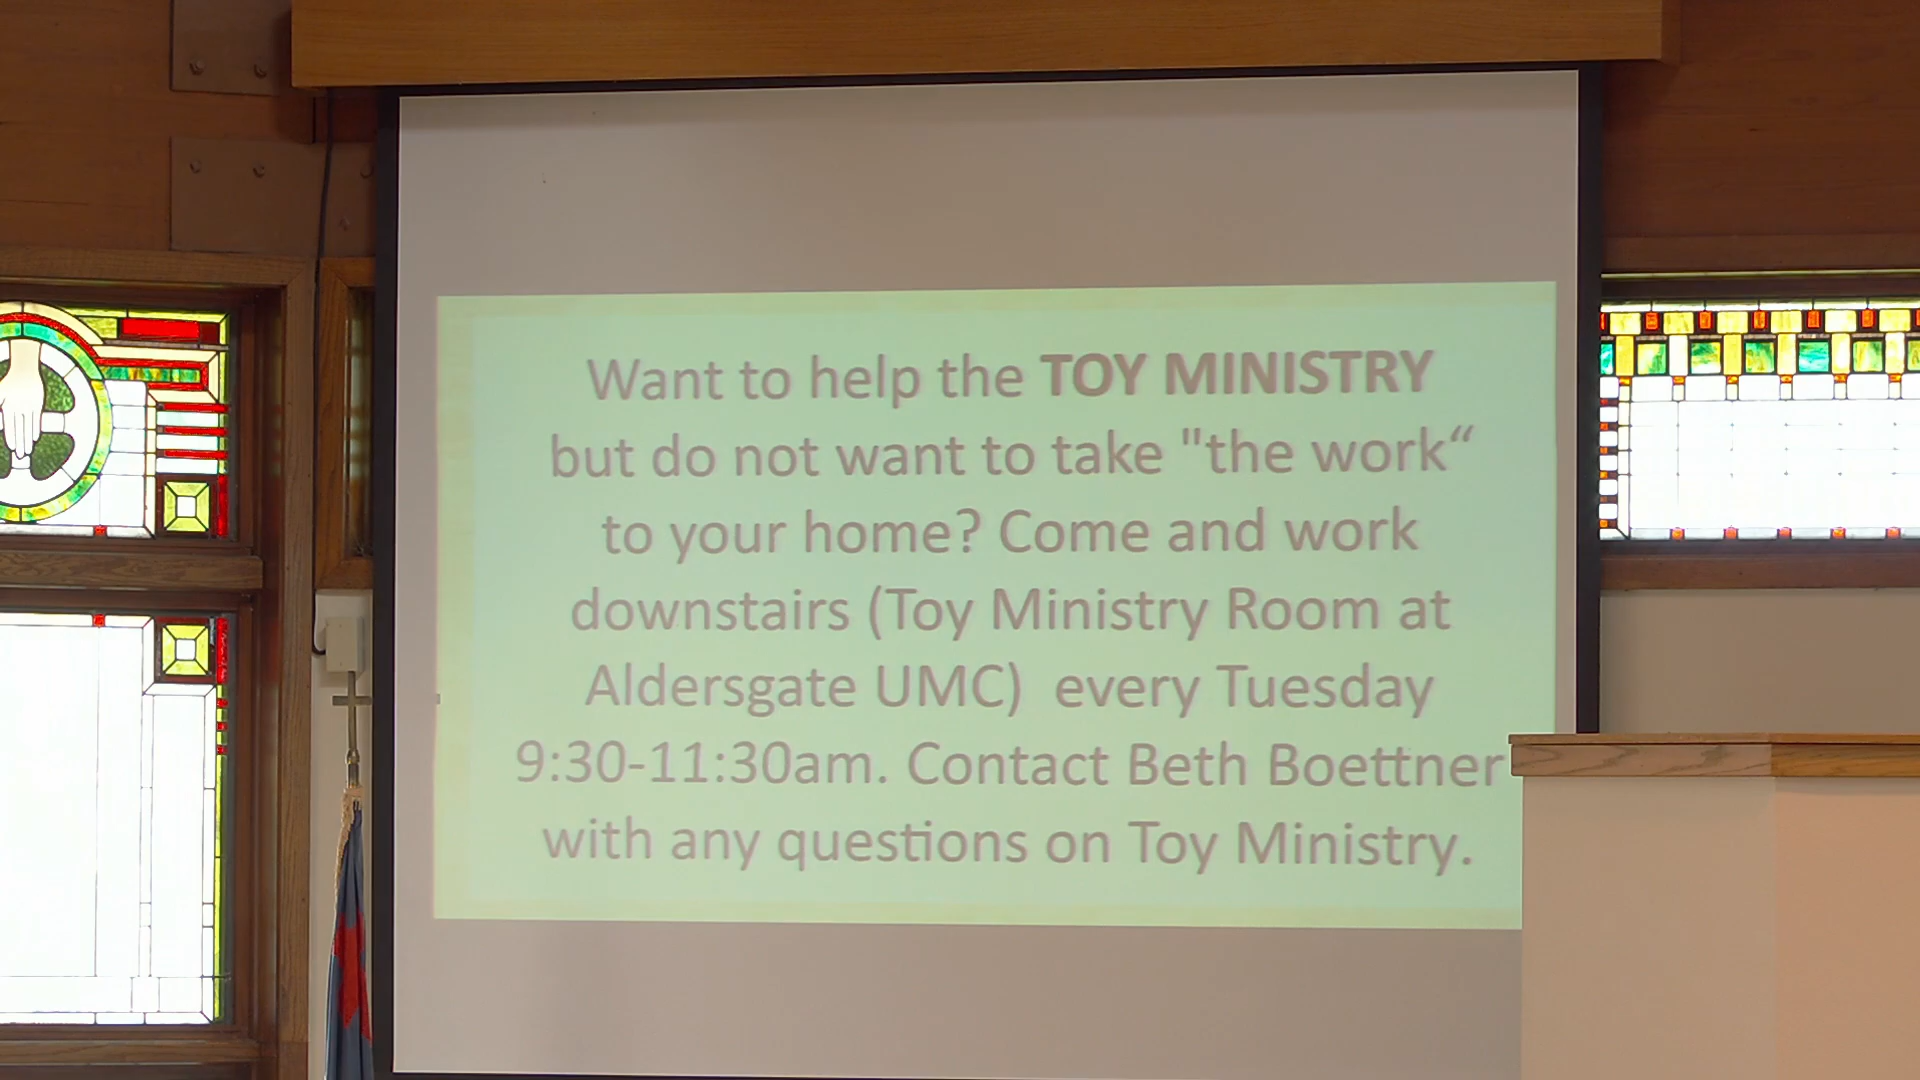 Want to help the TOY MINISTRY
but do not want to take "the work“
to your home? Come and work
downstairs (Toy Ministry Room at
Aldersgate UMC)  every Tuesday
9:30-11:30am. Contact Beth Boettner
with any questions on Toy Ministry.